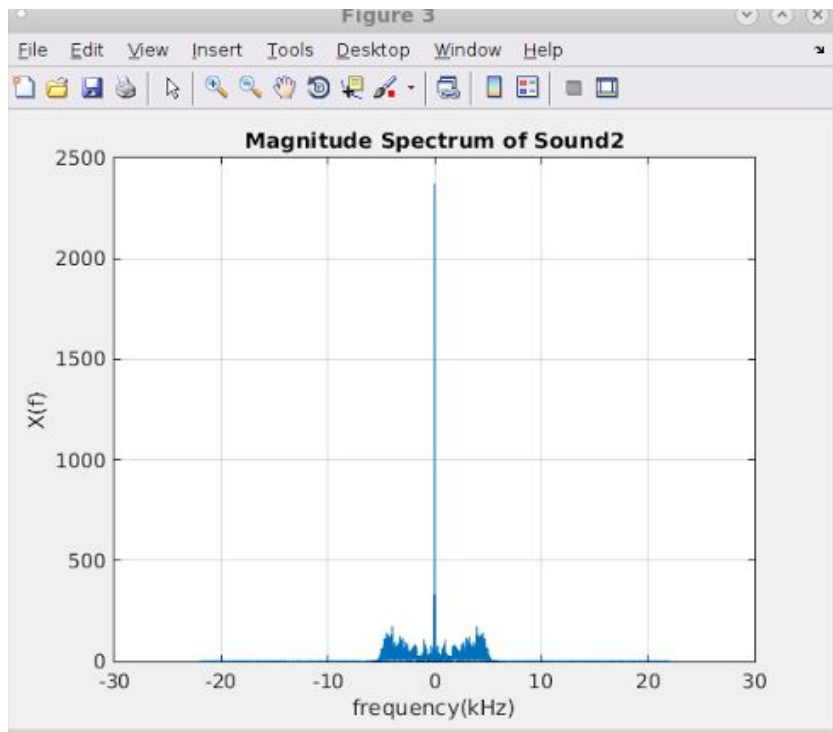 Figure 3
File Edit View Insert Tools Desktop Window Help
Magnitude Spectrum of Sound2
2500
2000
1500
1000
500
0
X(f)
-30 -20 -10 0 10 20 30
frequency(kHz)